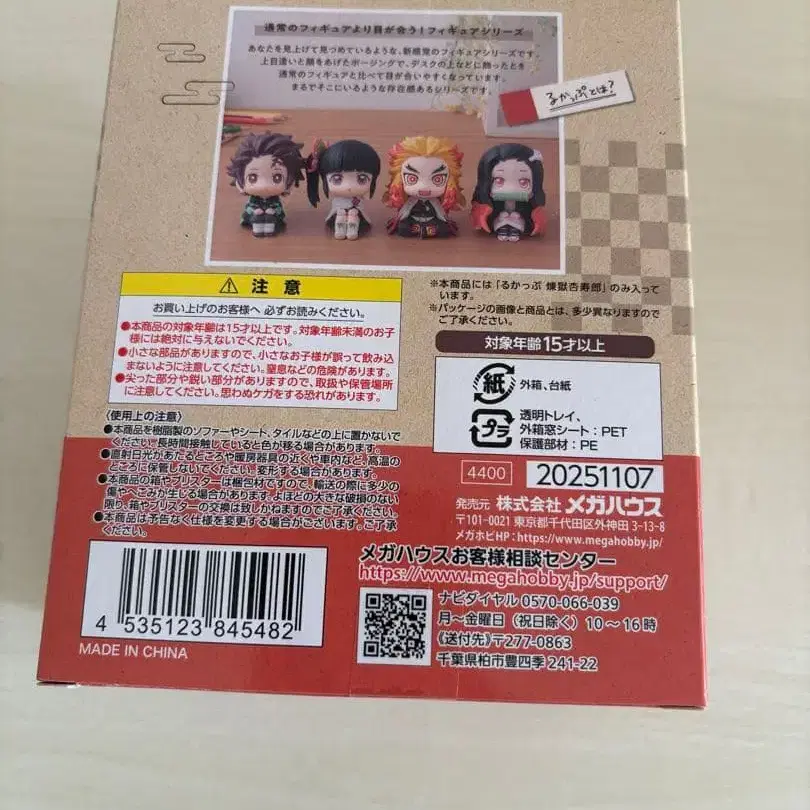 通常のフィギュアより目が合う！フィギュアシリーズ
あなたを見上げて見つめているような、新感覚のフィギュアシリーズです。
上目遣いと顔をあげたポージングで、デスクの上などに飾ったとき
通常のフィギュアと比べて目が合いやすくなっています。
まるでそこにいるような存在感あるシリーズです。
るかっぷとは？
注意
お買い上げのお客様へ 必ずお読みください。
●本商品の対象年齢は15才以上です。対象年齢未満のお子
様には絶対に与えないでください。
●小さな部品がありますので、小さなお子様が誤って飲み込
まないように注意してください。窒息などの危険があります。
●尖った部分や鋭い部分がありますので、取扱や保管場所
に注意してください。思わぬケガをする恐れがあります。
〈使用上の注意〉
●本商品を樹脂製のソファーやシート、タイルなどの上に置かないで
ください。長時間接触していると色が移る場合があります。
●直射日光があたるところや暖房器具の近くや車内など、高温の
ところに保管しないでください。変形する場合があります。
●本商品の箱やブリスターは梱包材ですので、輸送の際に多少の
傷やへこみが生じる場合があります。よほどの大きな破損のない
限り、箱やブリスターの交換は致しかねますのでご了承ください。
●本商品は予告なく仕様を変更する場合がございます。ご了承
ください。
※本商品には「るかっぷ 煉獄杏寿郎」のみ入って
います。
※パッケージの画像と商品とは、多少異なりますので
ご了承ください。
対象年齢15才以上
紙
外箱、台紙
プラ
透明トレイ、
外箱窓シート：PET
保護部材：PE
4400
20251107
発売元 株式会社 メガハウス
〒101-0021 東京都千代田区外神田 3-13-8
メガホビHP：https://www.megahobby.jp/
メガハウスお客様相談センター
https://www.megahobby.jp/support/
ナビダイヤル 0570-066-039
月〜金曜日（祝日除く）10〜16時
《送付先》〒277-0863
千葉県柏市豊四季 241-22
4 535123 845482
MADE IN CHINA